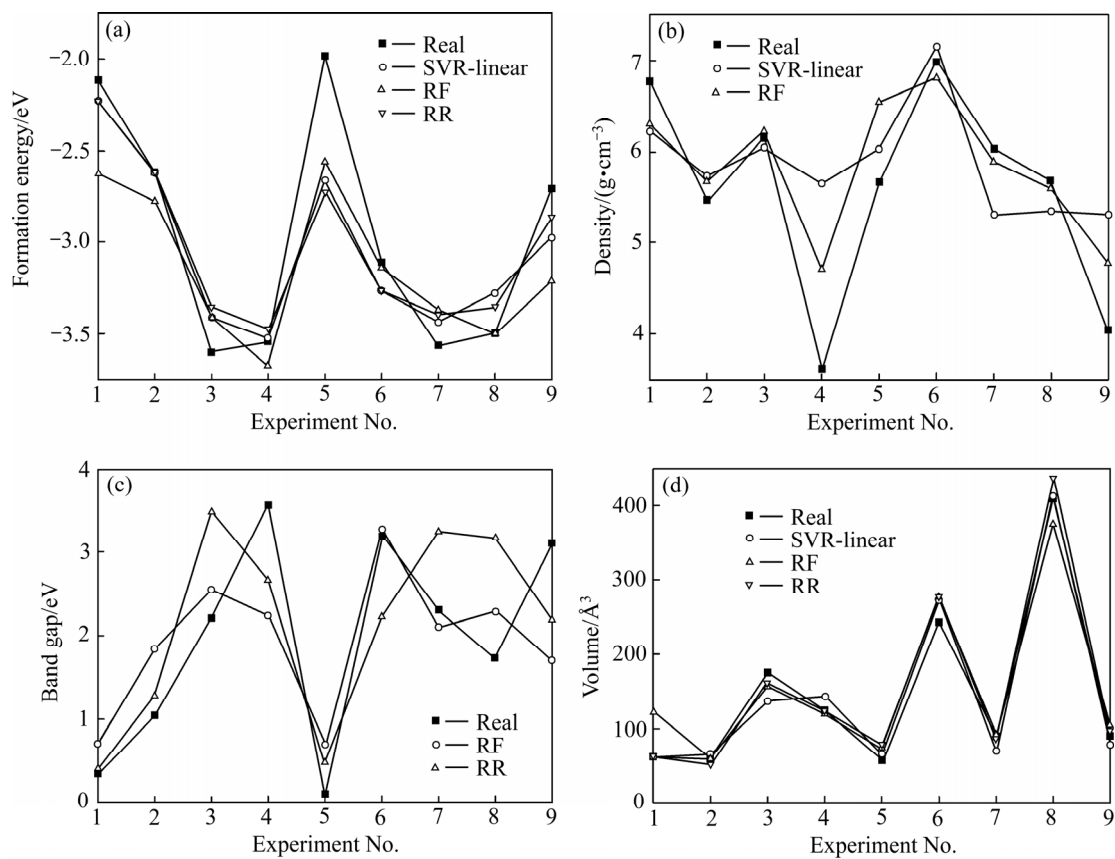 (a)
Real
SVR-linear
RF
RR
−2.0
−2.5
−3.0
−3.5
Formation energy/eV
1 2 3 4 5 6 7 8 9
Experiment No.
(b)
Real
SVR-linear
RF
7
6
5
4
Density/(g•cm⁻³)
1 2 3 4 5 6 7 8 9
Experiment No.
(c)
Real
RF
RR
4
3
2
1
0
Band gap/eV
1 2 3 4 5 6 7 8 9
Experiment No.
(d)
Real
SVR-linear
RF
RR
400
300
200
100
0
Volume/Å³
1 2 3 4 5 6 7 8 9
Experiment No.